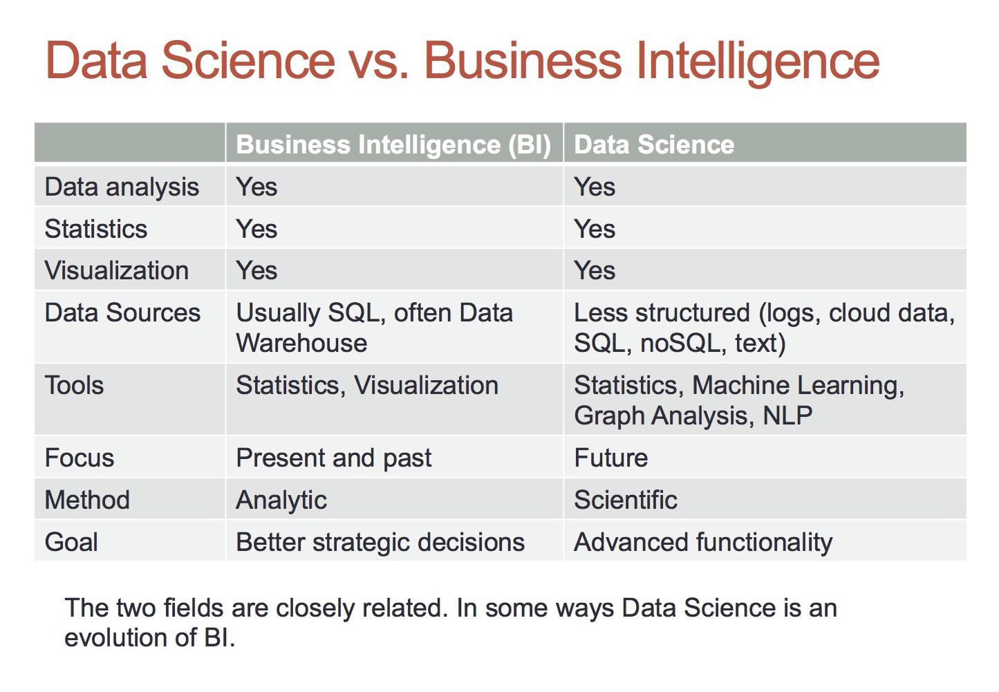 Data Science vs. Business Intelligence
Business Intelligence (BI) Data Science
Data analysis Yes Yes
Statistics Yes Yes
Visualization Yes Yes
Data Sources Usually SQL, often Data Less structured (logs, cloud data,
Warehouse SQL, noSQL, text)
Tools Statistics, Visualization Statistics, Machine Learning,
Graph Analysis, NLP
Focus Present and past Future
Method Analytic Scientific
Goal Better strategic decisions Advanced functionality
The two fields are closely related. In some ways Data Science is an
evolution of BI.